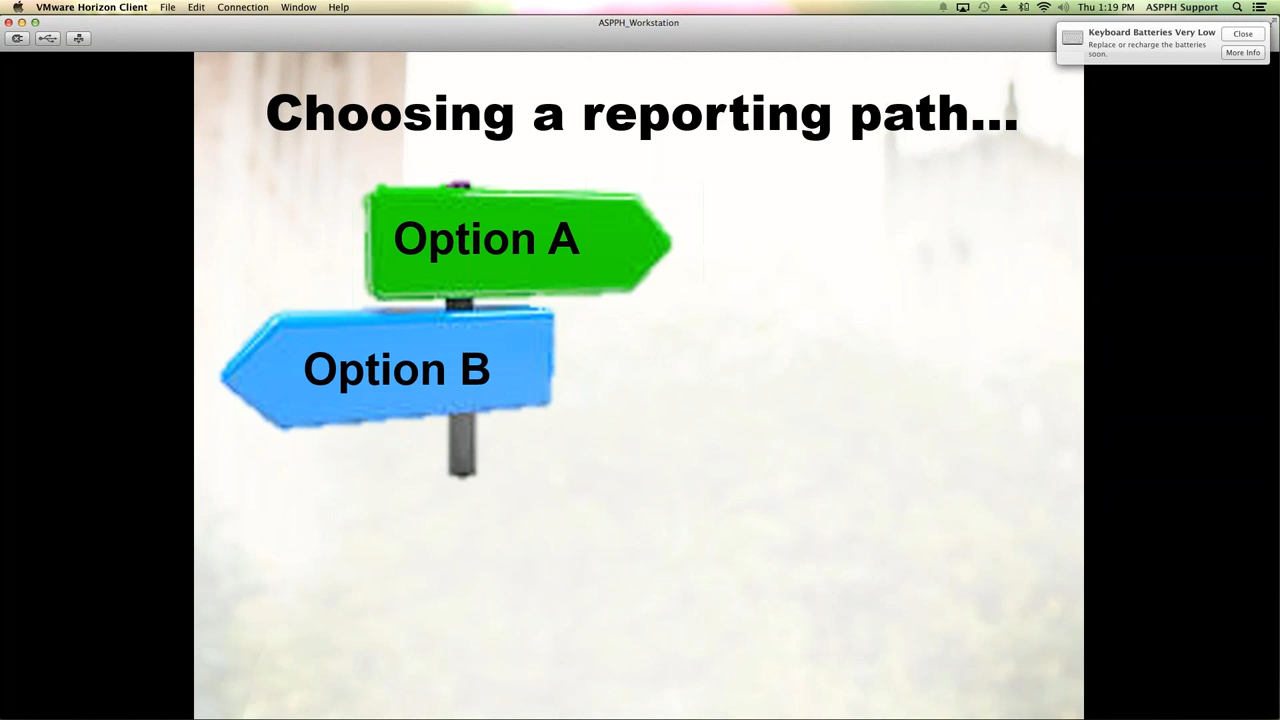 VMware Horizon Client File Edit Connection Window Help Thu 1:19 PM ASPPH Support
ASPPH_Workstation
Keyboard Batteries Very Low
Replace or recharge the batteries
soon.
Close
More Info
Choosing a reporting path...
Option A
Option B